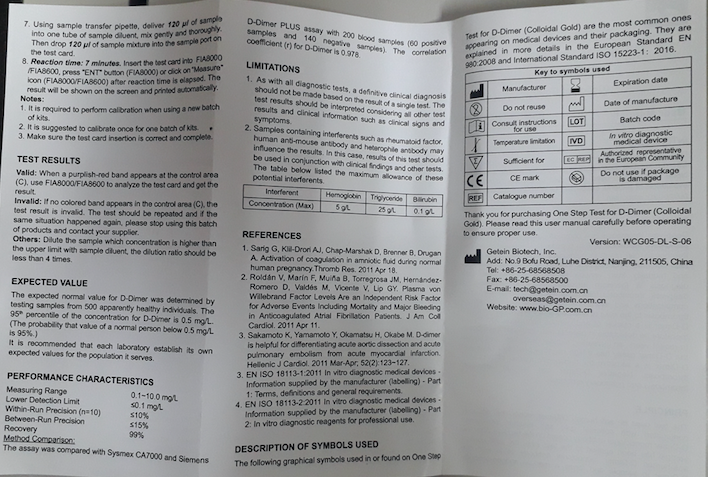 7. Using sample transfer pipette, deliver 120 µl of sample
into one tube of sample diluent, mix gently and thoroughly.
Then drop 120 µl of sample mixture into the sample port on
the test card.
8. Reaction time: 7 minutes. Insert the test card into FIA8000
/FIA8600, press "ENT" button (FIA8000) or click on "Measure"
icon (FIA8000/FIA8600) after reaction time is elapsed. The
result will be shown on the screen and printed automatically.
Notes:
1. It is required to perform calibration when using a new batch
of kits.
2. It is suggested to calibrate once for one batch of kits.
3. Make sure the test card insertion is correct and complete.
TEST RESULTS
Valid: When a purplish-red band appears at the control area
(C), use FIA8000/FIA8600 to analyze the test card and get the
result.
Invalid: If no colored band appears in the control area (C), the
test result is invalid. The test should be repeated and if the
same situation happened again, please stop using this batch
of products and contact your supplier.
Others: Dilute the sample which concentration is higher than
the upper limit with sample diluent, the dilution ratio should be
less than 4 times.
EXPECTED VALUE
The expected normal value for D-Dimer was determined by
testing samples from 500 apparently healthy individuals. The
95th percentile of the concentration for D-Dimer is 0.5 mg/L.
(The probability that value of a normal person below 0.5 mg/L
is 95%.)
It is recommended that each laboratory establish its own
expected values for the population it serves.
PERFORMANCE CHARACTERISTICS
Measuring Range 0.1~10.0 mg/L
Lower Detection Limit ≤0.1 mg/L
Within-Run Precision (n=10) ≤10%
Between-Run Precision ≤15%
Recovery 99%
Method Comparison:
The assay was compared with Sysmex CA7000 and Siemens
D-Dimer PLUS assay with 200 blood samples (60 positive
samples and 140 negative samples). The correlation
coefficient (r) for D-Dimer is 0.978.
LIMITATIONS
1. As with all diagnostic tests, a definitive clinical diagnosis
should not be made based on the result of a single test. The
test results should be interpreted considering all other test
results and clinical information such as clinical signs and
symptoms.
2. Samples containing interferents such as rheumatoid factor,
human anti-mouse antibody and heterophile antibody may
influence the results. In this case, results of this test should
be used in conjunction with clinical findings and other tests.
The table below listed the maximum allowance of these
potential interferents.
Interferent Hemoglobin Triglyceride Bilirubin
Concentration (Max) 5 g/L 25 g/L 0.1 g/L
REFERENCES
1. Sarig G, Klil-Drori AJ, Chap-Marshak D, Brenner B, Drugan
A. Activation of coagulation in amniotic fluid during normal
human pregnancy.Thromb Res. 2011 Apr 18.
2. Roldán V, Marín F, Muiña B, Torregrosa JM, Hernández-
Romero D, Valdés M, Vicente V, Lip GY. Plasma von
Willebrand Factor Levels Are an Independent Risk Factor
for Adverse Events Including Mortality and Major Bleeding
in Anticoagulated Atrial Fibrillation Patients. J Am Coll
Cardiol. 2011 Apr 11.
3. Sakamoto K, Yamamoto Y, Okamatsu H, Okabe M. D-dimer
is helpful for differentiating acute aortic dissection and acute
pulmonary embolism from acute myocardial infarction.
Hellenic J Cardiol. 2011 Mar-Apr; 52(2):123~127.
3. EN ISO 18113-1:2011 In vitro diagnostic medical devices -
Information supplied by the manufacturer (labelling) - Part
1: Terms, definitions and general requirements.
4. EN ISO 18113-2:2011 In vitro diagnostic medical devices -
Information supplied by the manufacturer (labelling) - Part
2: In vitro diagnostic reagents for professional use.
DESCRIPTION OF SYMBOLS USED
The following graphical symbols used in or found on One Step
Test for D-Dimer (Colloidal Gold) are the most common ones
appearing on medical devices and their packaging. They are
explained in more details in the European Standard EN
980:2008 and International Standard ISO 15223-1: 2016.
Key to symbols used
Manufacturer Expiration date
Do not reuse Date of manufacture
Consult instructions for use LOT Batch code
Temperature limitation IVD In vitro diagnostic medical device
Sufficient for EC REP Authorized representative in the European Community
CE CE mark Do not use if package is damaged
REF Catalogue number
Thank you for purchasing One Step Test for D-Dimer (Colloidal
Gold). Please read this user manual carefully before operating
to ensure proper use.
Version: WCG05-DL-S-06
Getein Biotech, Inc.
Add: No.9 Bofu Road, Luhe District, Nanjing, 211505, China
Tel: +86-25-68568508
Fax: +86-25-68568500
E-mail: tech@getein.com.cn
overseas@getein.com.cn
Website: www.bio-GP.com.cn